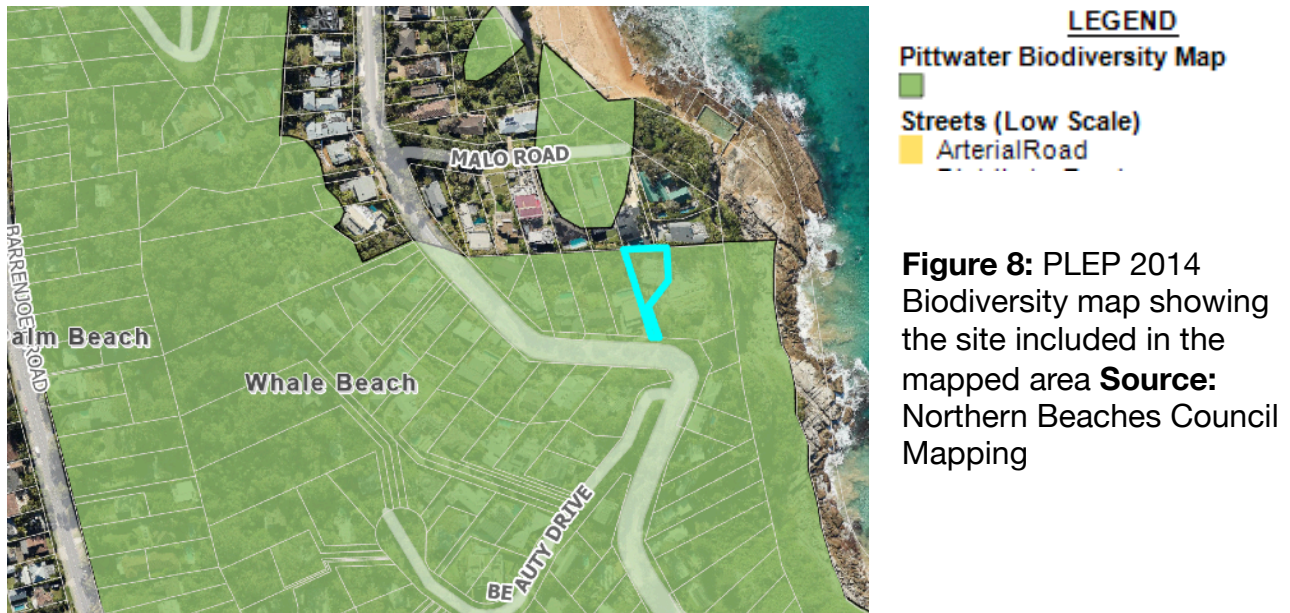 MALO ROAD
BARRENJOEY ROAD
alm Beach
Whale Beach
BEAUTY DRIVE
LEGEND
Pittwater Biodiversity Map
Streets (Low Scale)
ArterialRoad
Figure 8: PLEP 2014
Biodiversity map showing
the site included in the
mapped area Source:
Northern Beaches Council
Mapping